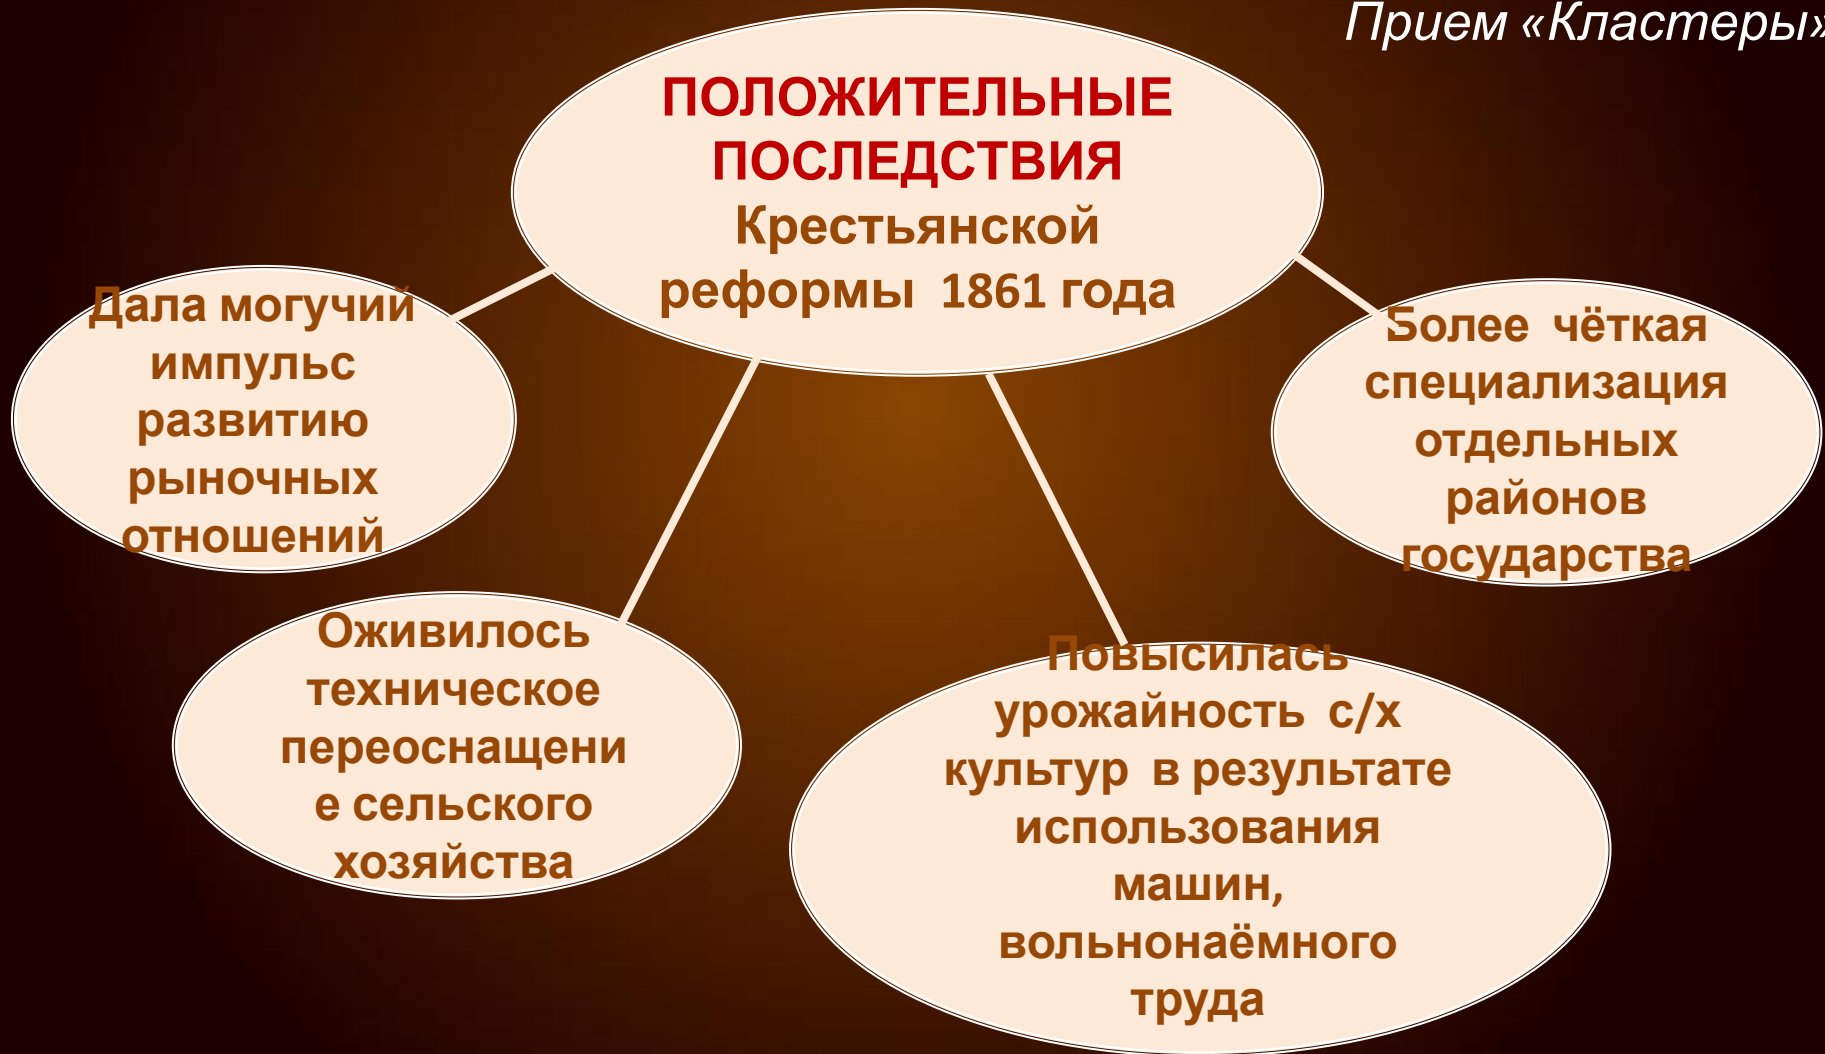 Прием «Кластеры»
ПОЛОЖИТЕЛЬНЫЕ
ПОСЛЕДСТВИЯ
Крестьянской
реформы 1861 года
Дала могучий
импульс
развитию
рыночных
отношений
Оживилось
техническое
переоснащени
е сельского
хозяйства
Повысилась
урожайность с/х
культур в результате
использования
машин,
вольнонаёмного
труда
Более чёткая
специализация
отдельных
районов
государства